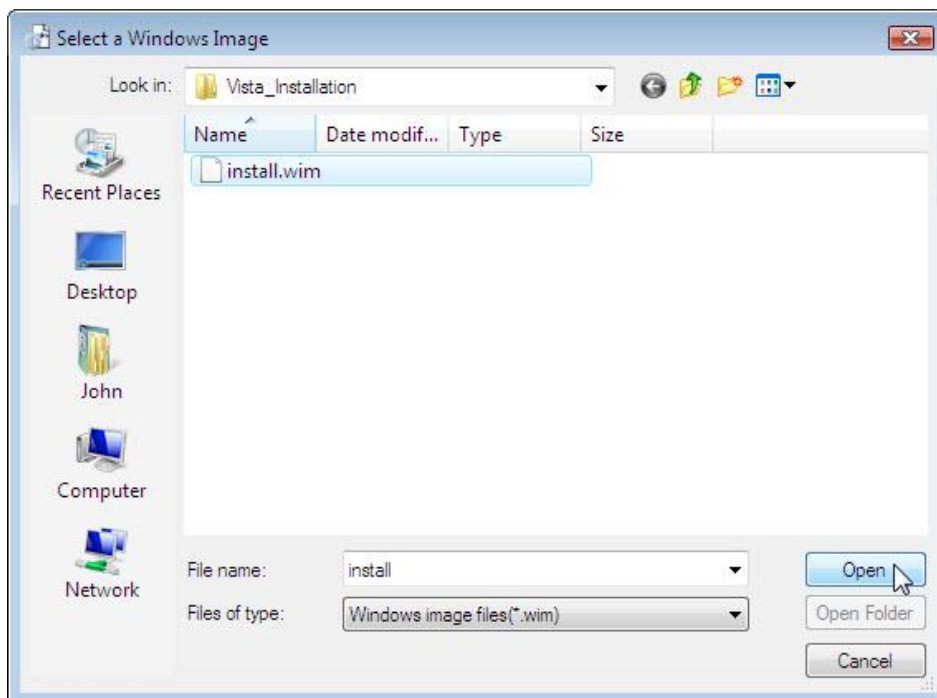 Select a Windows Image
Look in: Vista_Installation
Name Date modif... Type Size
install.wim
Recent Places
Desktop
John
Computer
Network
File name: install Open
Files of type: Windows image files(*.wim) Open Folder
Cancel